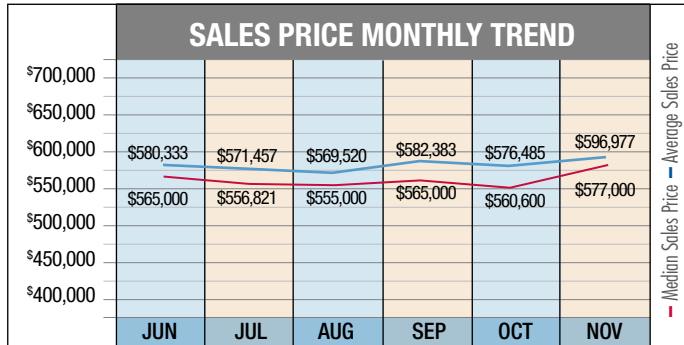 SALES PRICE MONTHLY TREND
$700,000
$650,000
$600,000
$550,000
$500,000
$450,000
$400,000
$580,333 $571,457 $569,520 $582,383 $576,485 $596,977
$565,000 $556,821 $555,000 $565,000 $560,600 $577,000
JUN JUL AUG SEP OCT NOV
Median Sales Price Average Sales Price